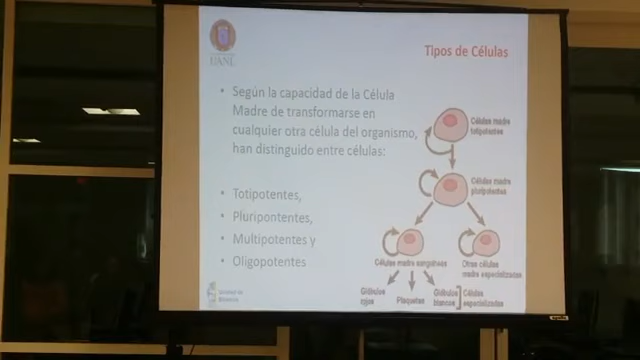 UANL
Tipos de Células
• Según la capacidad de la Célula
Madre de transformarse en
cualquier otra célula del organismo,
han distinguido entre células:
• Totipotentes,
• Pluripontentes,
• Multipotentes y
• Oligopotentes
Células madre
totipotentes
Células madre
pluripotentes
Células madre sanguíneas
Otras células
madre especializadas
Glóbulos
rojos
Plaquetas
Glóbulos
blancos
Células
especializadas